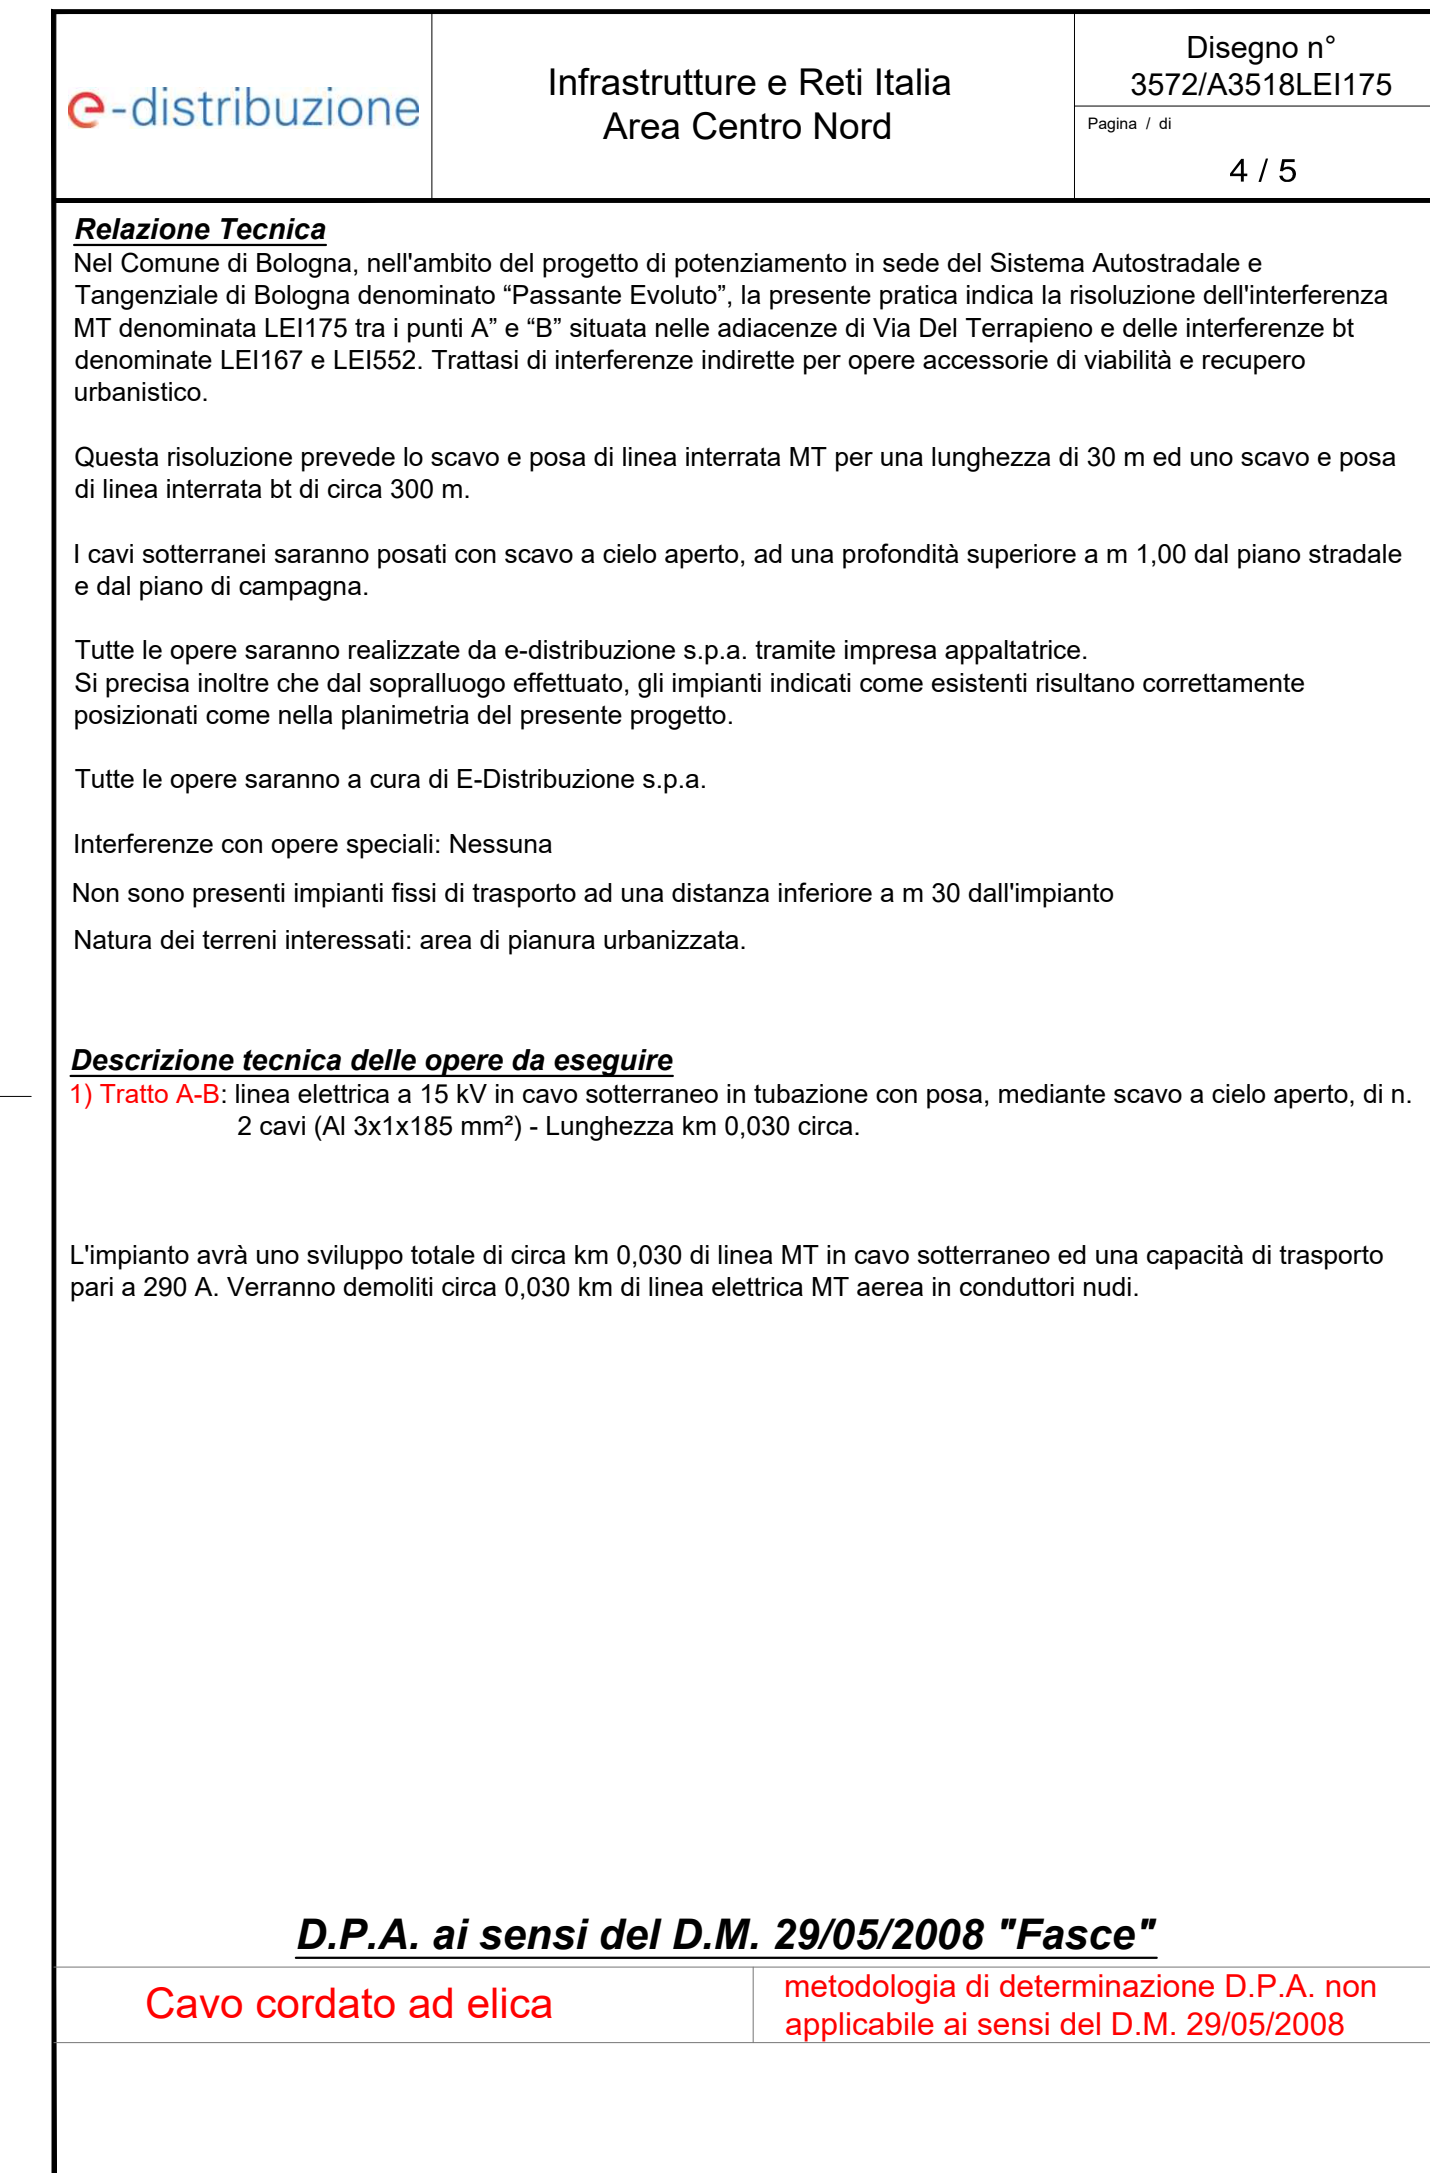 e-distribuzione
Infrastrutture e Reti Italia
Area Centro Nord
Disegno n°
3572/A3518LEI175
Pagina / di
4 / 5
Relazione Tecnica
Nel Comune di Bologna, nell'ambito del progetto di potenziamento in sede del Sistema Autostradale e
Tangenziale di Bologna denominato “Passante Evoluto”, la presente pratica indica la risoluzione dell'interferenza
MT denominata LEI175 tra i punti A” e “B” situata nelle adiacenze di Via Del Terrapieno e delle interferenze bt
denominate LEI167 e LEI552. Trattasi di interferenze indirette per opere accessorie di viabilità e recupero
urbanistico.
Questa risoluzione prevede lo scavo e posa di linea interrata MT per una lunghezza di 30 m ed uno scavo e posa
di linea interrata bt di circa 300 m.
I cavi sotterranei saranno posati con scavo a cielo aperto, ad una profondità superiore a m 1,00 dal piano stradale
e dal piano di campagna.
Tutte le opere saranno realizzate da e-distribuzione s.p.a. tramite impresa appaltatrice.
Si precisa inoltre che dal sopralluogo effettuato, gli impianti indicati come esistenti risultano correttamente
posizionati come nella planimetria del presente progetto.
Tutte le opere saranno a cura di E-Distribuzione s.p.a.
Interferenze con opere speciali: Nessuna
Non sono presenti impianti fissi di trasporto ad una distanza inferiore a m 30 dall'impianto
Natura dei terreni interessati: area di pianura urbanizzata.
Descrizione tecnica delle opere da eseguire
1) Tratto A-B: linea elettrica a 15 kV in cavo sotterraneo in tubazione con posa, mediante scavo a cielo aperto, di n.
2 cavi (Al 3x1x185 mm²) - Lunghezza km 0,030 circa.
L'impianto avrà uno sviluppo totale di circa km 0,030 di linea MT in cavo sotterraneo ed una capacità di trasporto
pari a 290 A. Verranno demoliti circa 0,030 km di linea elettrica MT aerea in conduttori nudi.
D.P.A. ai sensi del D.M. 29/05/2008 "Fasce"
Cavo cordato ad elica
metodologia di determinazione D.P.A. non
applicabile ai sensi del D.M. 29/05/2008